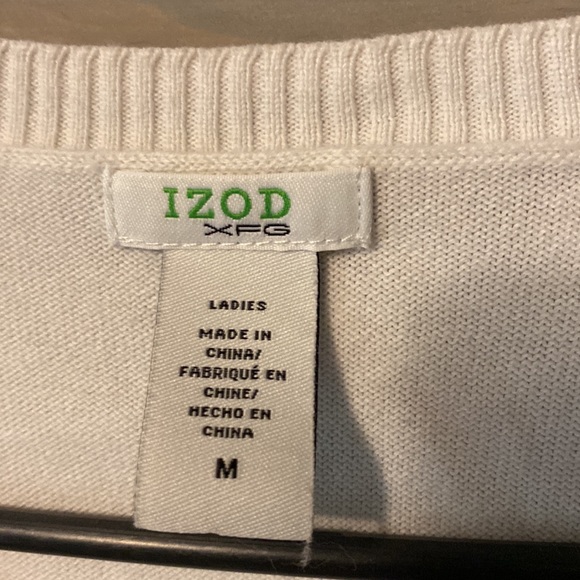 IZOD
XFG
LADIES
MADE IN
CHINA/
FABRIQUÉ EN
CHINE/
HECHO EN
CHINA
M